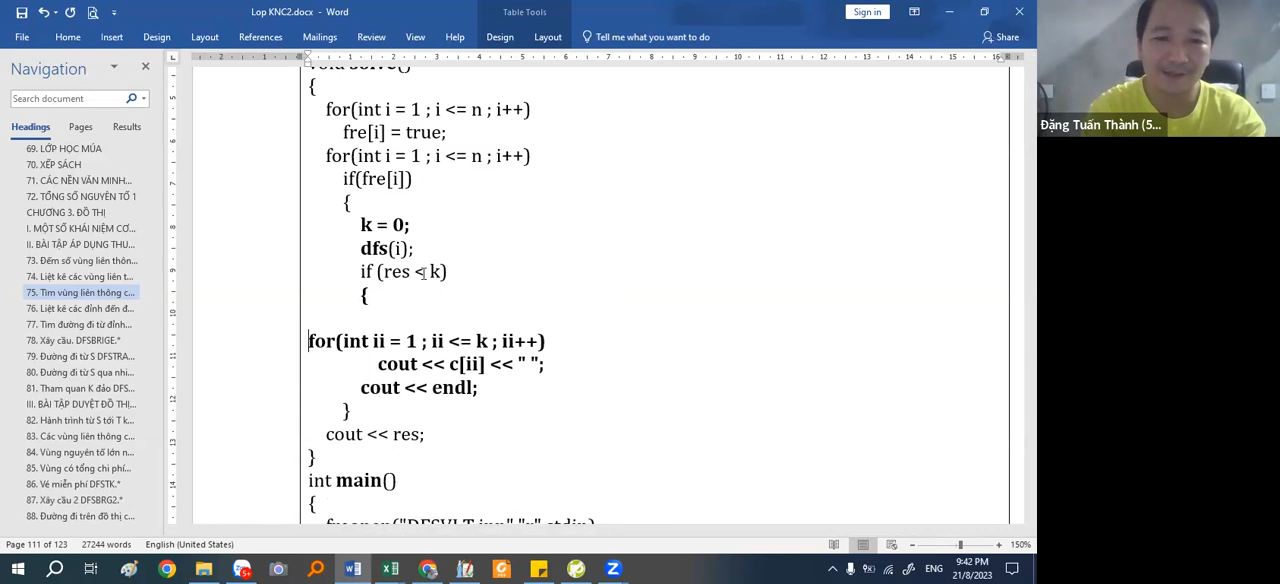 Lop KNC2.docx - Word
Table Tools
Sign in
File
Home
Insert
Design
Layout
References
Mailings
Review
View
Help
Design
Layout
Tell me what you want to do
Share
Navigation
Search document
Headings
Pages
Results
69. LỚP HỌC MÚA
70. XẾP SÁCH
71. CÁC NỀN VĂN MINH...
72. TỔNG SỐ NGUYÊN TỐ 1
CHƯƠNG 3. ĐỒ THỊ
I. MỘT SỐ KHÁI NIỆM CƠ...
II. BÀI TẬP ÁP DỤNG THU...
73. Đếm số vùng liên thôn...
74. Liệt kê các vùng liên t...
75. Tìm vùng liên thông c...
76. Liệt kê các đỉnh đến đ...
77. Tìm đường đi từ đỉnh...
78. Xây cầu. DFSBRIGE.*
79. Đường đi từ S DFSTRA...
80. Đường đi từ S qua nhi...
81. Tham quan K đảo DFS...
III. BÀI TẬP DUYỆT ĐỒ THỊ...
82. Hành trình từ S tới T k...
83. Các vùng liên thông c...
84. Vùng nguyên tố lớn n...
85. Vùng có tổng chi phí...
86. Vé miễn phí DFSTK.*
87. Xây cầu 2 DFSBRG2.*
88. Đường đi trên đồ thị c...
void solve()
{
for(int i = 1 ; i <= n ; i++)
fre[i] = true;
for(int i = 1 ; i <= n ; i++)
if(fre[i])
{
k = 0;
dfs(i);
if (res < k)
{
for(int ii = 1 ; ii <= k ; ii++)
cout << c[ii] << " ";
cout << endl;
}
cout << res;
}
int main()
{
freopen("DFSVLT.inp","r",stdin)
Đặng Tuấn Thành (5...
Page 111 of 123
27244 words
English (United States)
150%
ENG
9:42 PM
21/8/2023